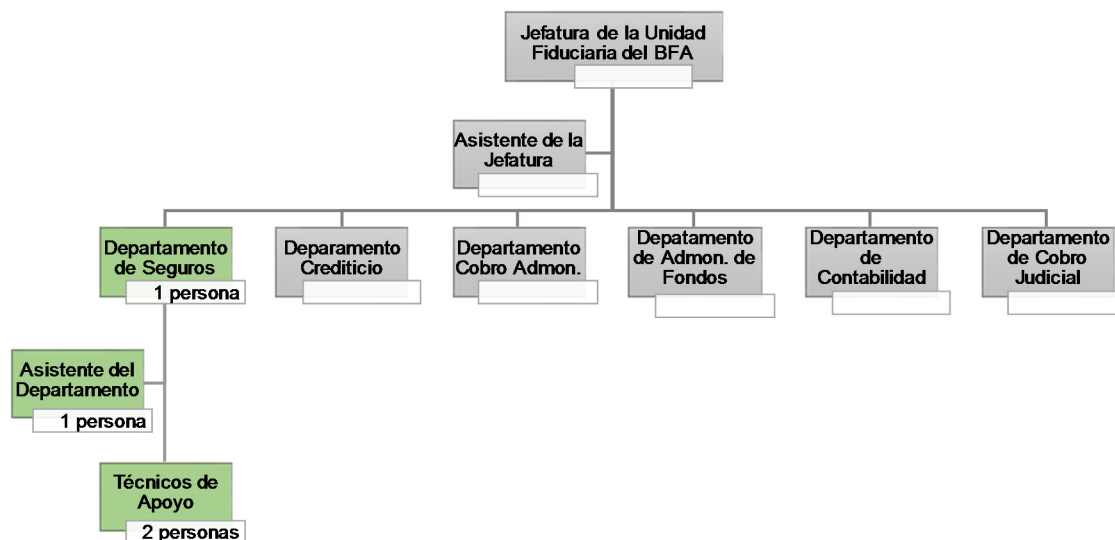 Jefatura de la Unidad
Fiduciaria del BFA
Asistente de la
Jefatura
Departamento
de Seguros
1 persona
Deparamento
Crediticio
Departamento
Cobro Admon.
Depatamento
de Admon. de
Fondos
Departamento
de
Contabilidad
Departamento
de Cobro
Judicial
Asistente del
Departamento
1 persona
Técnicos de
Apoyo
2 personas